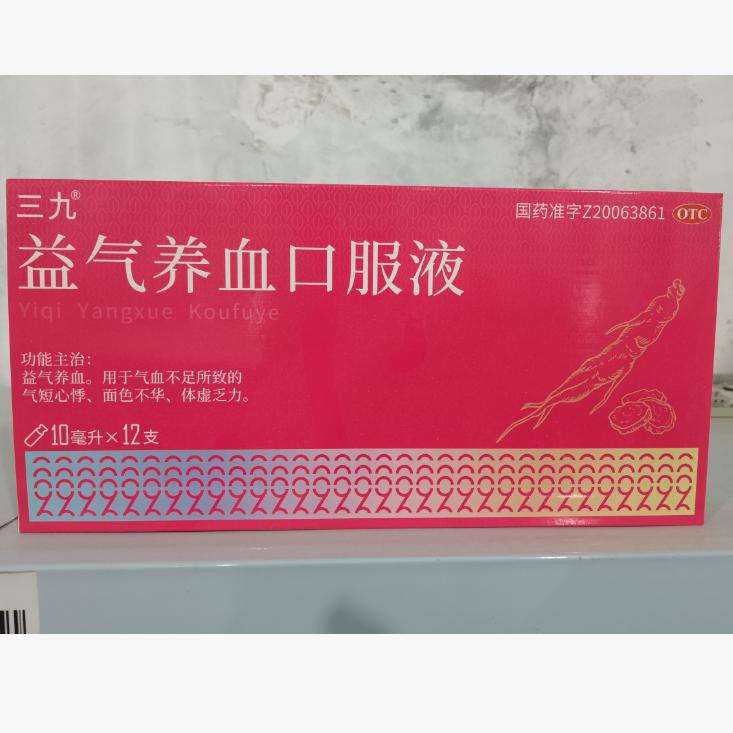 三九®
国药准字Z20063861 OTC
益气养血口服液
Yiqi Yangxue Koufuye
功能主治：
益气养血。用于气血不足所致的
气短心悸、面色不华、体虚乏力。
10毫升×12支